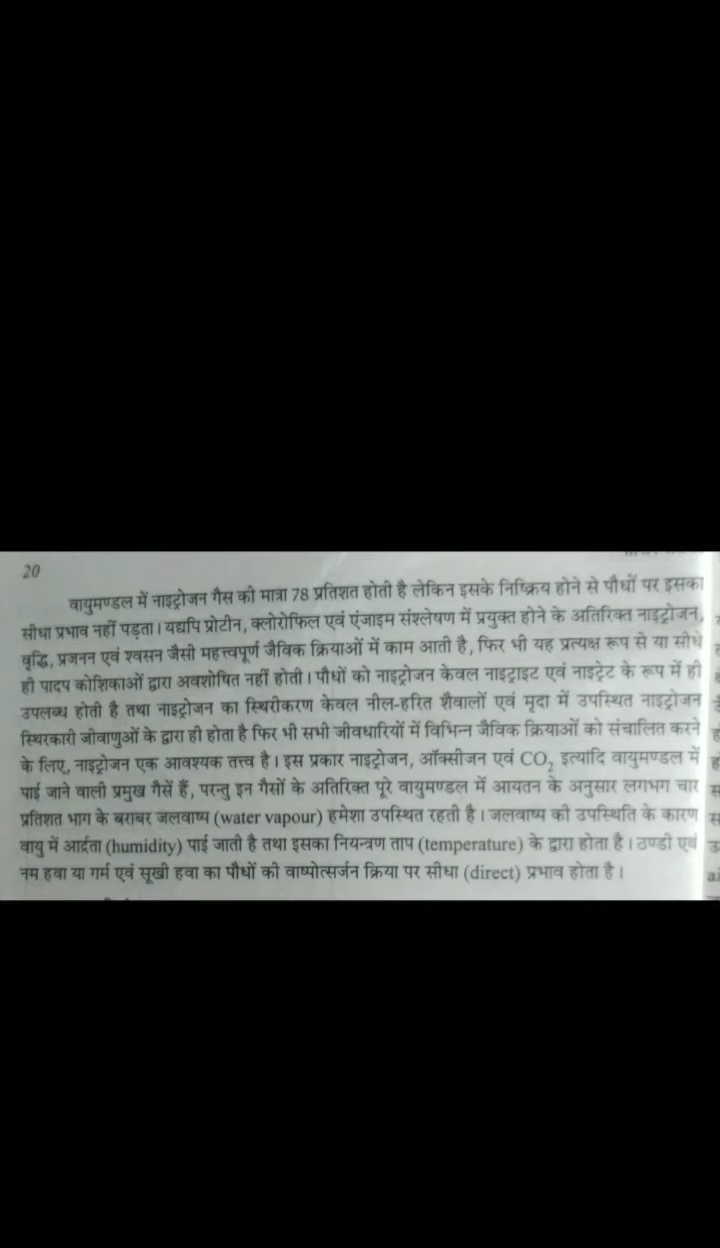 20
वायुमण्डल में नाइट्रोजन गैस की मात्रा 78 प्रतिशत होती है लेकिन इसके निष्क्रिय होने से पौधों पर इसका
सीधा प्रभाव नहीं पड़ता। यद्यपि प्रोटीन, क्लोरोफिल एवं एंजाइम संश्लेषण में प्रयुक्त होने के अतिरिक्त नाइट्रोजन,
वृद्धि, प्रजनन एवं श्वसन जैसी महत्त्वपूर्ण जैविक क्रियाओं में काम आती है, फिर भी यह प्रत्यक्ष रूप से या सीधे
ही पादप कोशिकाओं द्वारा अवशोषित नहीं होती। पौधों को नाइट्रोजन केवल नाइट्राइट एवं नाइट्रेट के रूप में ही
उपलब्ध होती है तथा नाइट्रोजन का स्थिरीकरण केवल नील-हरित शैवालों एवं मृदा में उपस्थित नाइट्रोजन
स्थिरकारी जीवाणुओं के द्वारा ही होता है फिर भी सभी जीवधारियों में विभिन्न जैविक क्रियाओं को संचालित करने
के लिए, नाइट्रोजन एक आवश्यक तत्त्व है। इस प्रकार नाइट्रोजन, ऑक्सीजन एवं CO₂ इत्यादि वायुमण्डल में
पाई जाने वाली प्रमुख गैसें हैं, परन्तु इन गैसों के अतिरिक्त पूरे वायुमण्डल में आयतन के अनुसार लगभग चार
प्रतिशत भाग के बराबर जलवाष्प (water vapour) हमेशा उपस्थित रहती है। जलवाष्प की उपस्थिति के कारण
वायु में आर्द्रता (humidity) पाई जाती है तथा इसका नियन्त्रण ताप (temperature) के द्वारा होता है। ठण्डी एवं
नम हवा या गर्म एवं सूखी हवा का पौधों की वाष्पोत्सर्जन क्रिया पर सीधा (direct) प्रभाव होता है।